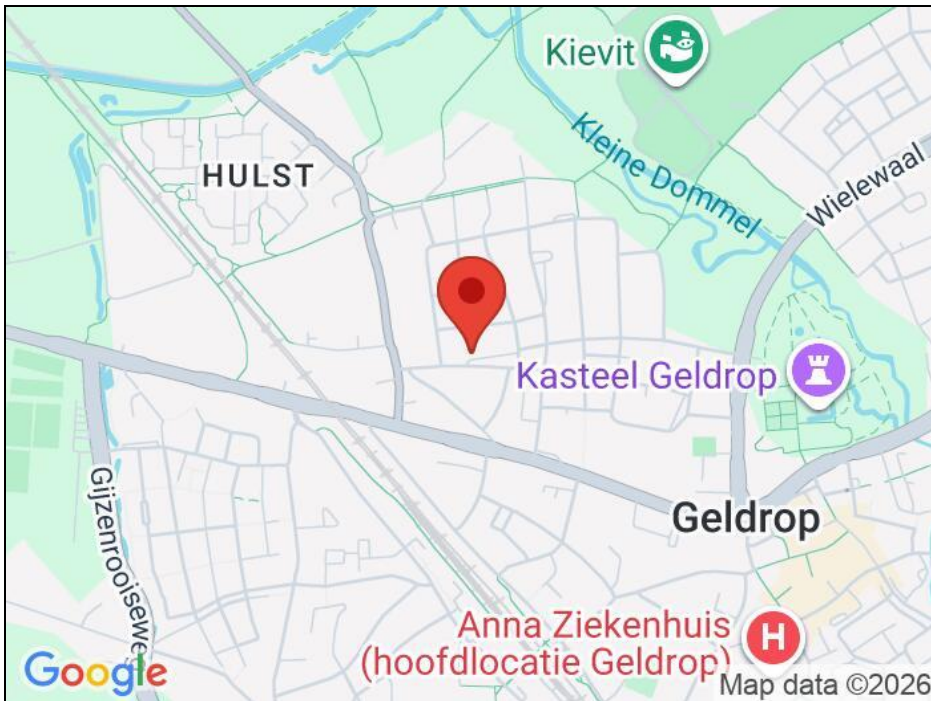 Kievit
Kleine Dommel
HULST
Wielewaal
Kasteel Geldrop
Gijzenrooisewe
Geldrop
Anna Ziekenhuis
(hoofdlocatie Geldrop)
H
Google
Map data ©2026